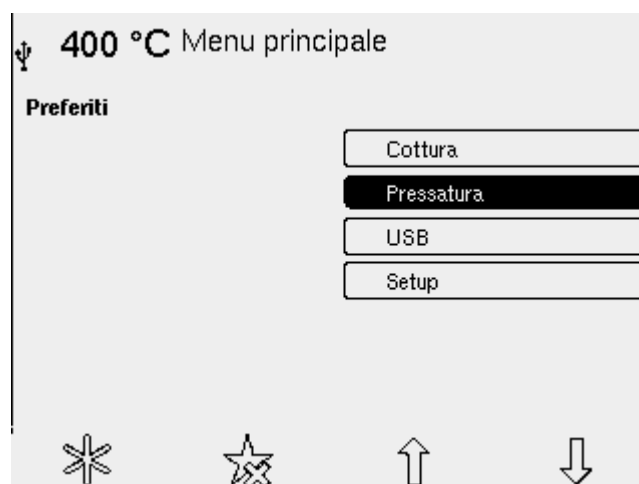 400 °C Menu principale
Preferiti
Cottura
Pressatura
USB
Setup